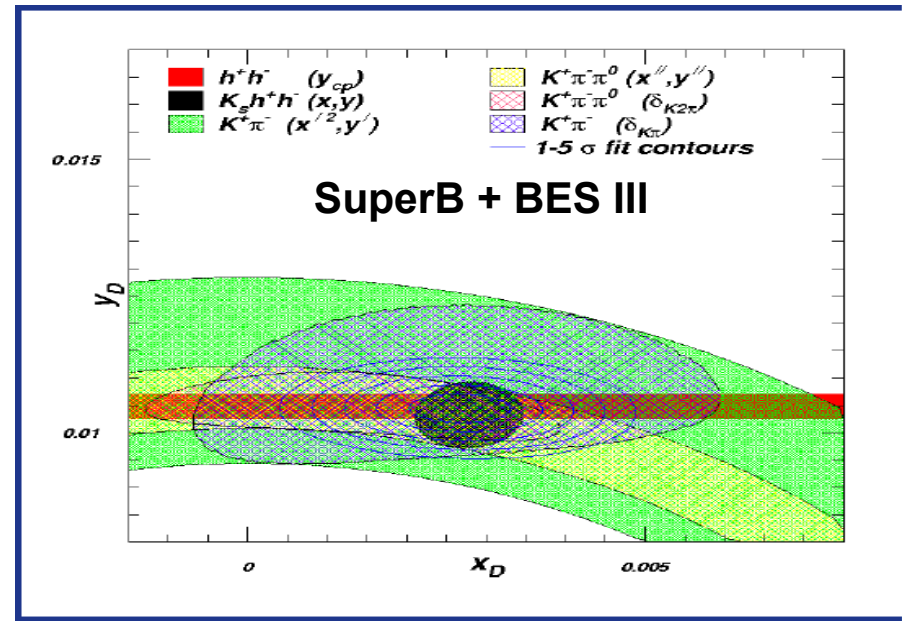 h⁺h⁻ (y_cp)
K_s h⁺h⁻ (x,y)
K⁺π⁻ (x′², y′)
K⁺π⁻π⁰ (x″, y″)
K⁺π⁻π⁰ (δ_K2π)
K⁺π⁻ (δ_Kπ)
1-5 σ fit contours
SuperB + BES III
0.015
y_D
0.01
0
x_D
0.005